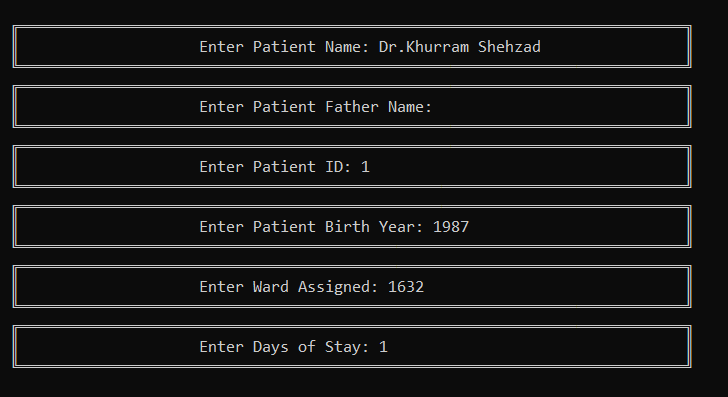 Enter Patient Name: Dr.Khurram Shehzad
Enter Patient Father Name:
Enter Patient ID: 1
Enter Patient Birth Year: 1987
Enter Ward Assigned: 1632
Enter Days of Stay: 1